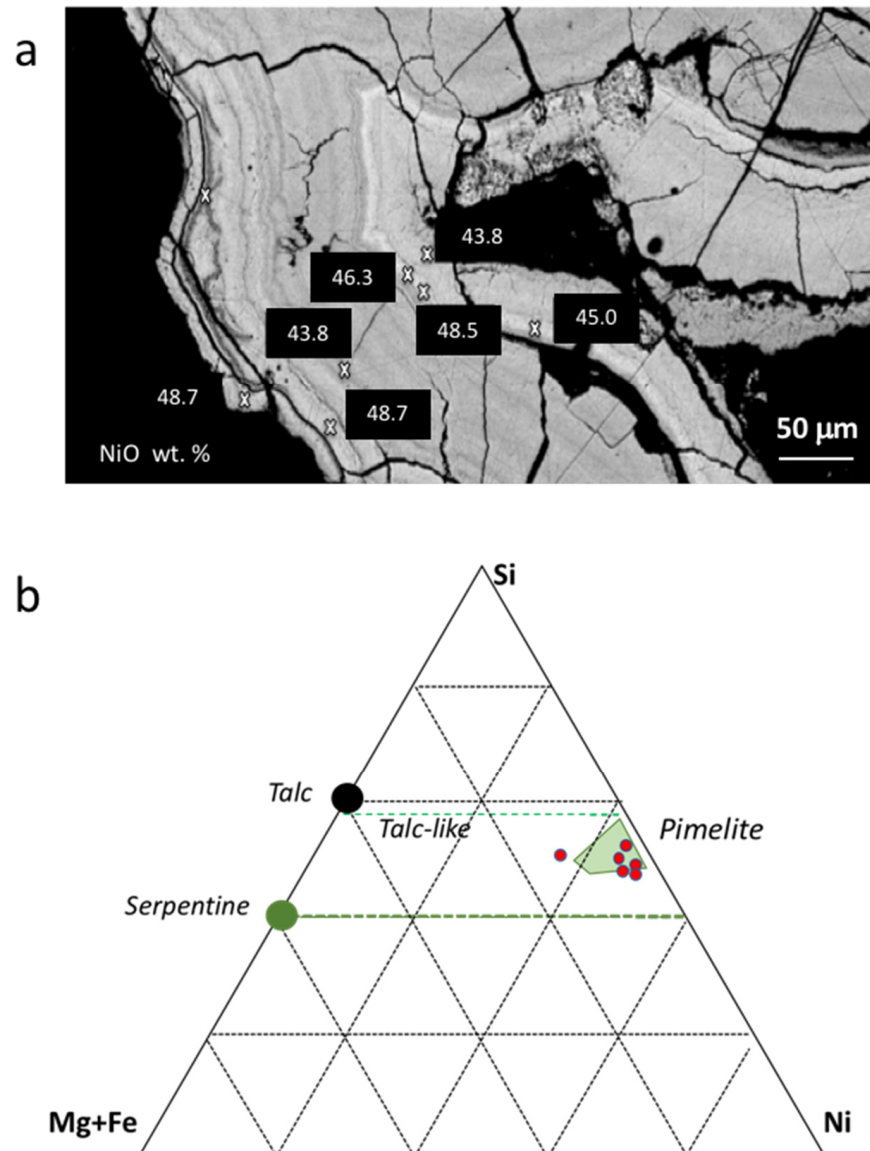 a
43.8
46.3
43.8
48.5
45.0
48.7
48.7
NiO wt. %
50 µm
b
Si
Talc
Talc-like
Pimelite
Serpentine
Mg+Fe
Ni